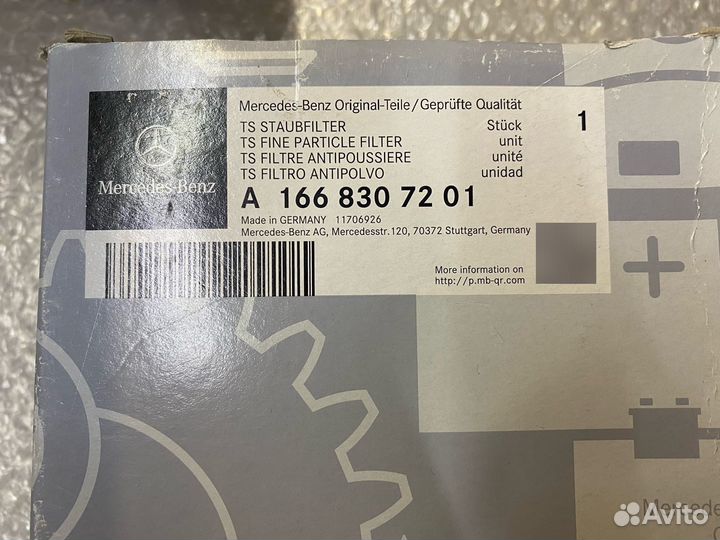 Mercedes-Benz Original-Teile/Geprüfte Qualität
TS STAUBFILTER Stück 1
TS FINE PARTICLE FILTER unit
TS FILTRE ANTIPOUSSIERE unité
TS FILTRO ANTIPOLVO unidad
Mercedes-Benz
A 166 830 72 01
Made in GERMANY 11706926
Mercedes-Benz AG, Mercedesstr.120, 70372 Stuttgart, Germany
More information on
http://p.mb-qr.com
Avito